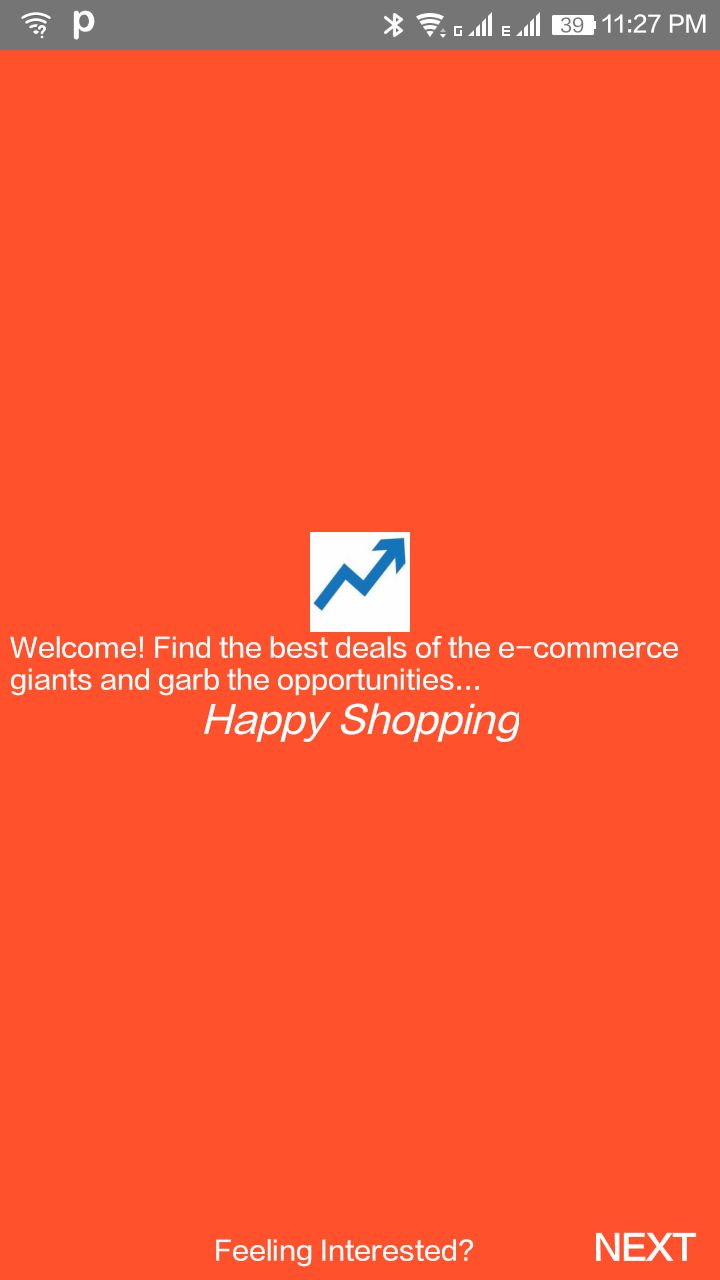 p G E 39 11:27 PM
Welcome! Find the best deals of the e-commerce
giants and garb the opportunities...
Happy Shopping
Feeling Interested? NEXT